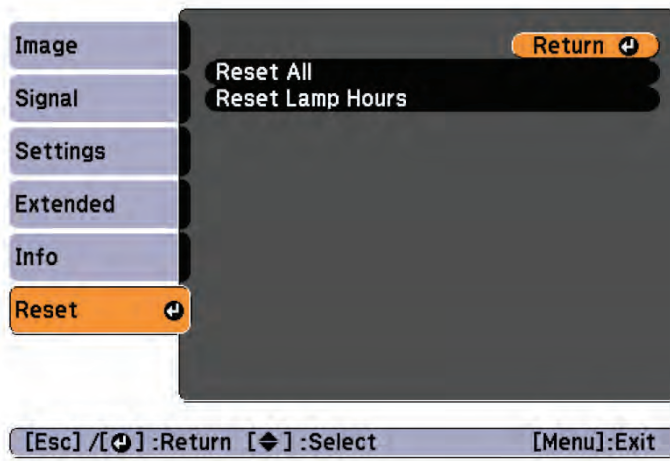 Image
Signal
Settings
Extended
Info
Reset
Return
Reset All
Reset Lamp Hours
[Esc] /[⏎] :Return [◆] :Select [Menu]:Exit